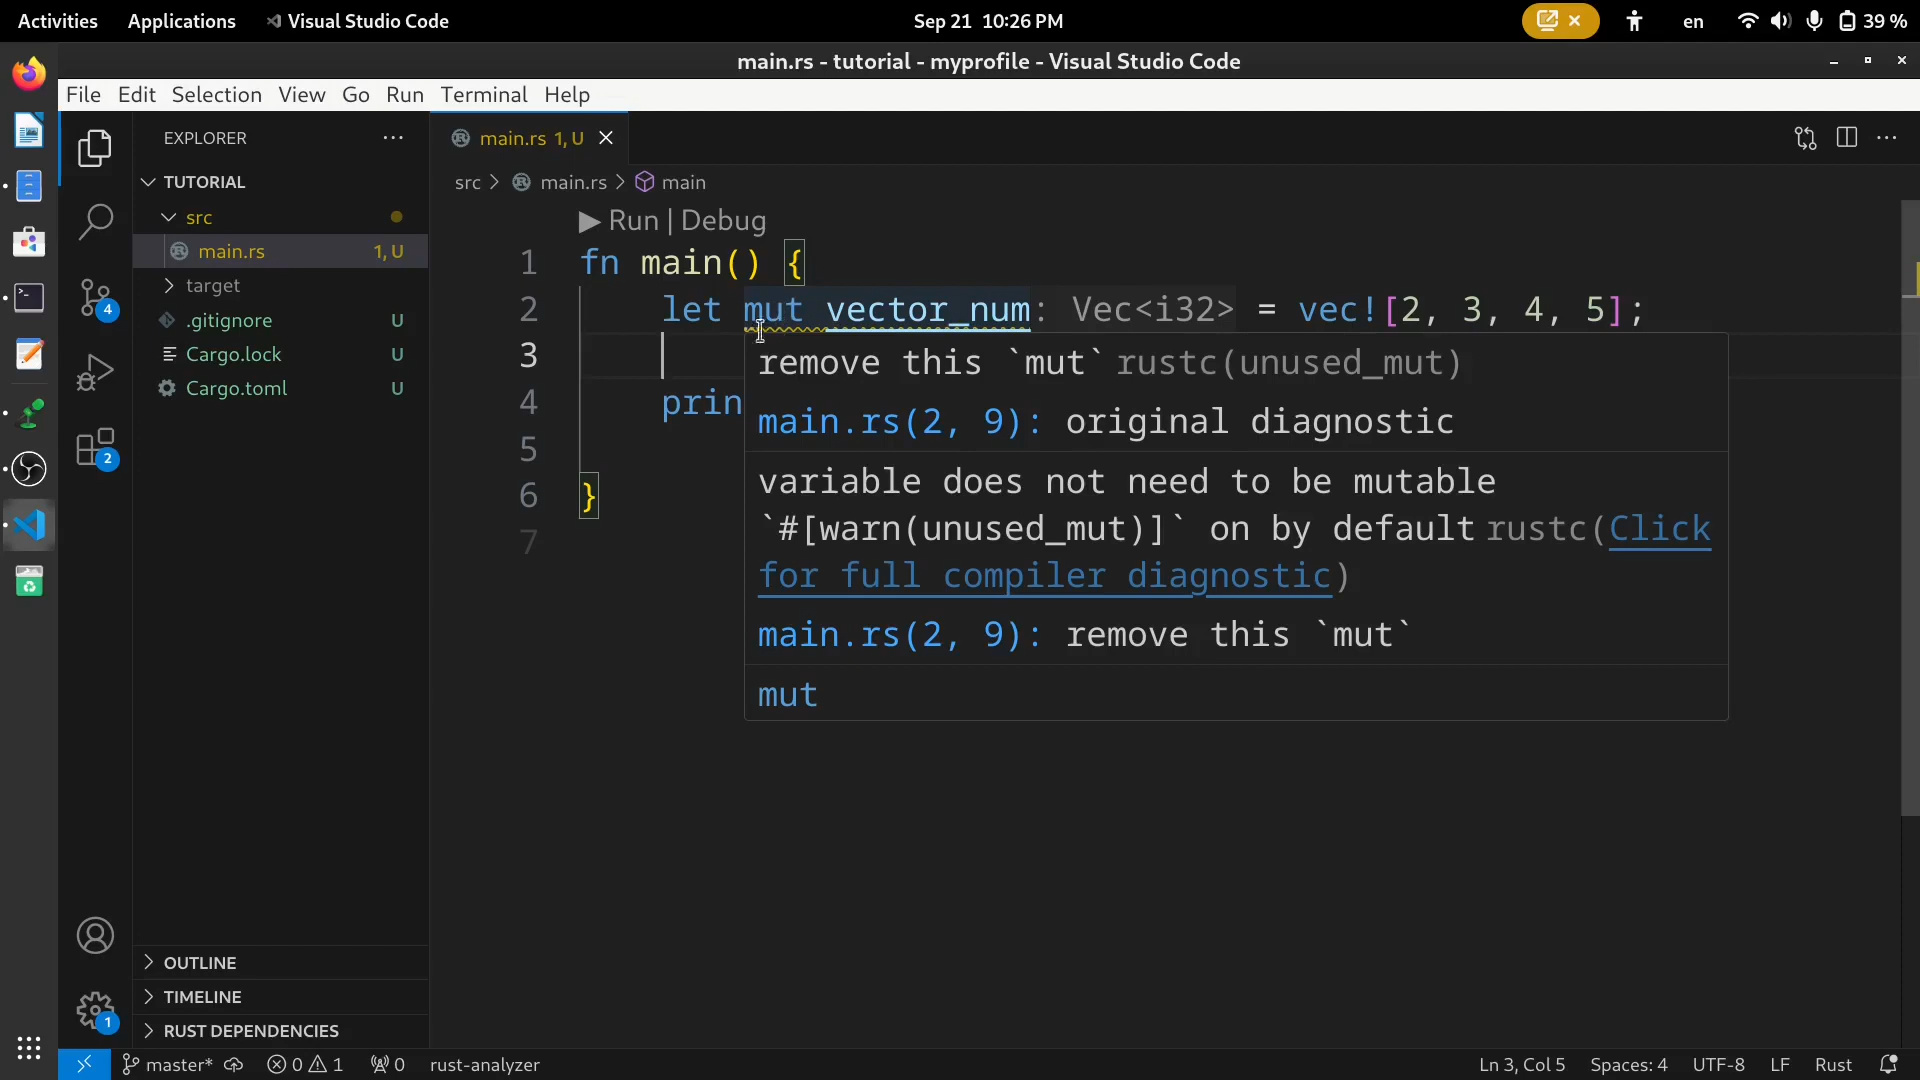 Activities Applications Visual Studio Code Sep 21 10:26 PM en 39 %
main.rs - tutorial - myprofile - Visual Studio Code
File Edit Selection View Go Run Terminal Help
EXPLORER
main.rs 1, U
TUTORIAL
src > main.rs > main
src
main.rs 1, U
target
.gitignore U
Cargo.lock U
Cargo.toml U
4
2
1
OUTLINE
TIMELINE
RUST DEPENDENCIES
Run | Debug
1 fn main() {
2 let mut vector_num: Vec<i32> = vec![2, 3, 4, 5];
3
4 prin
5
6 }
7
remove this `mut` rustc(unused_mut)
main.rs(2, 9): original diagnostic
variable does not need to be mutable
`#[warn(unused_mut)]` on by default rustc(Click
for full compiler diagnostic)
main.rs(2, 9): remove this `mut`
mut
master* 0 1 0 rust-analyzer Ln 3, Col 5 Spaces: 4 UTF-8 LF Rust